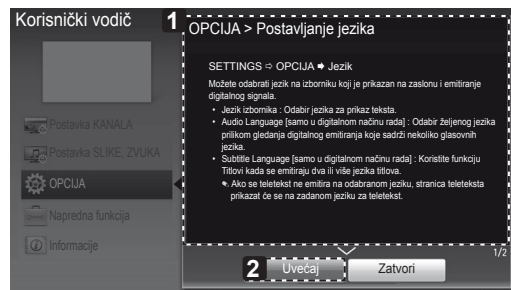 Korisnički vodič
1
OPCIJA > Postavljanje jezika
SETTINGS ⇨ OPCIJA ➡ Jezik
Možete odabrati jezik na izborniku koji je prikazan na zaslonu i emitiranje
digitalnog signala.
• Jezik izbornika : Odabir jezika za prikaz teksta.
• Audio Language [samo u digitalnom načinu rada] : Odabir željenog jezika
prilikom gledanja digitalnog emitiranja koje sadrži nekoliko glasovnih
jezika.
• Subtitle Language [samo u digitalnom načinu rada] : Koristite funkciju
Titlovi kada se emitiraju dva ili više jezika titlova.
Ako se teletekst ne emitira na odabranom jeziku, stranica teleteksta
prikazat će se na zadanom jeziku za teletekst.
Postavka KANALA
Postavka SLIKE, ZVUKA
OPCIJA
Napredna funkcija
Informacije
1/2
2
Uvećaj
Zatvori